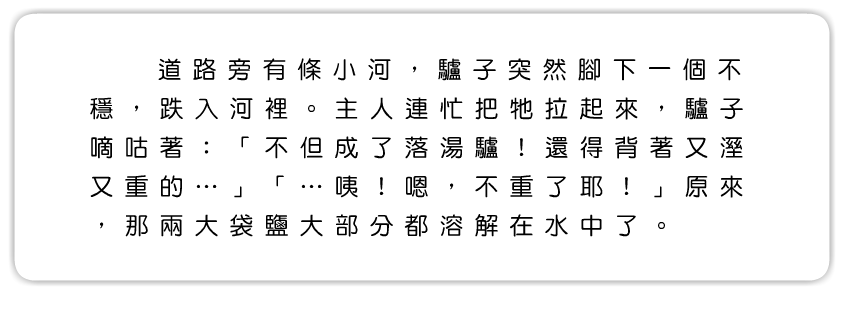 道路旁有條小河，驢子突然腳下一個不
穩，跌入河裡。主人連忙把牠拉起來，驢子
嘀咕著：「不但成了落湯驢！還得背著又溼
又重的…」「…咦！嗯，不重了耶！」原來
，那兩大袋鹽大部分都溶解在水中了。